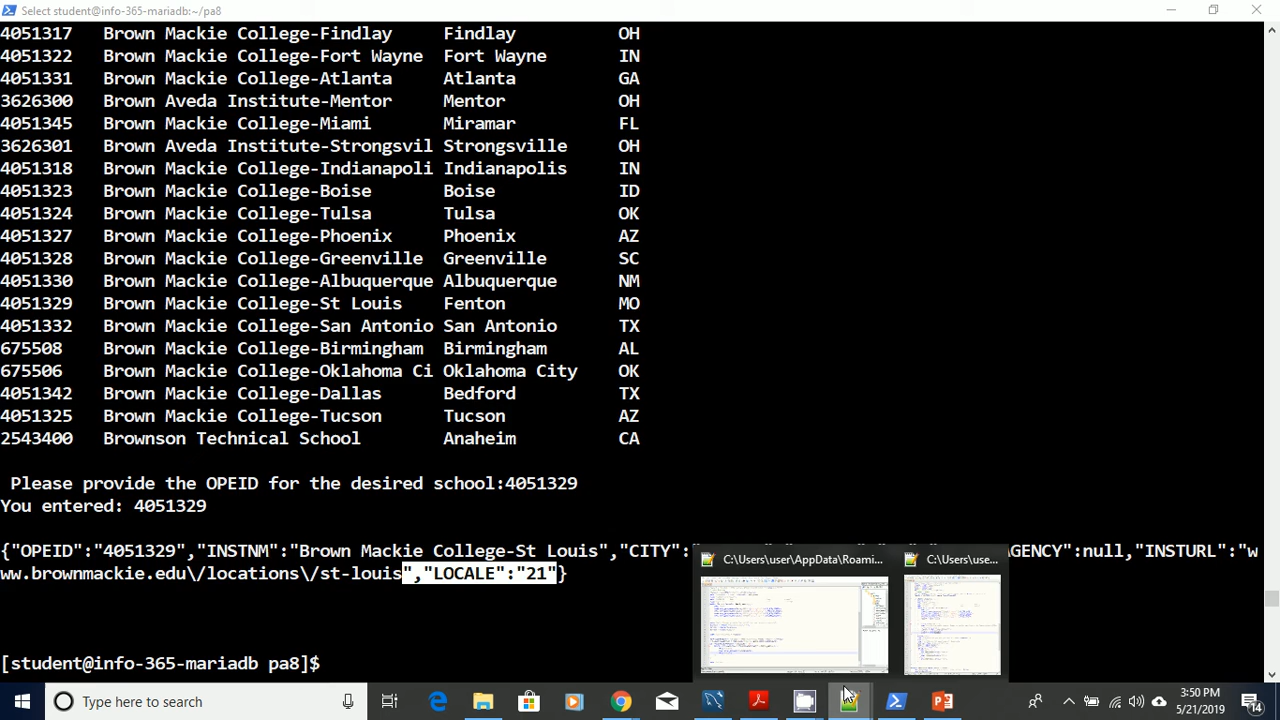 Select student@info-365-mariadb:~/pa8
4051317 Brown Mackie College-Findlay Findlay OH
4051322 Brown Mackie College-Fort Wayne Fort Wayne IN
4051331 Brown Mackie College-Atlanta Atlanta GA
3626300 Brown Aveda Institute-Mentor Mentor OH
4051345 Brown Mackie College-Miami Miramar FL
3626301 Brown Aveda Institute-Strongsvil Strongsville OH
4051318 Brown Mackie College-Indianapoli Indianapolis IN
4051323 Brown Mackie College-Boise Boise ID
4051324 Brown Mackie College-Tulsa Tulsa OK
4051327 Brown Mackie College-Phoenix Phoenix AZ
4051328 Brown Mackie College-Greenville Greenville SC
4051330 Brown Mackie College-Albuquerque Albuquerque NM
4051329 Brown Mackie College-St Louis Fenton MO
4051332 Brown Mackie College-San Antonio San Antonio TX
675508 Brown Mackie College-Birmingham Birmingham AL
675506 Brown Mackie College-Oklahoma Ci Oklahoma City OK
4051342 Brown Mackie College-Dallas Bedford TX
4051325 Brown Mackie College-Tucson Tucson AZ
2543400 Brownson Technical School Anaheim CA
Please provide the OPEID for the desired school:4051329
You entered: 4051329
{"OPEID":"4051329","INSTNM":"Brown Mackie College-St Louis","CITY": AGENCY":null,"INSTURL":"w
ww.brownmackie.edu\/locations\/st-louis","LOCALE":"21"}
C:\Users\user\AppData\Roami... C:\Users\use...
[student@info-365-mariadb pa8]$
Type here to search
3:50 PM
5/21/2019
14